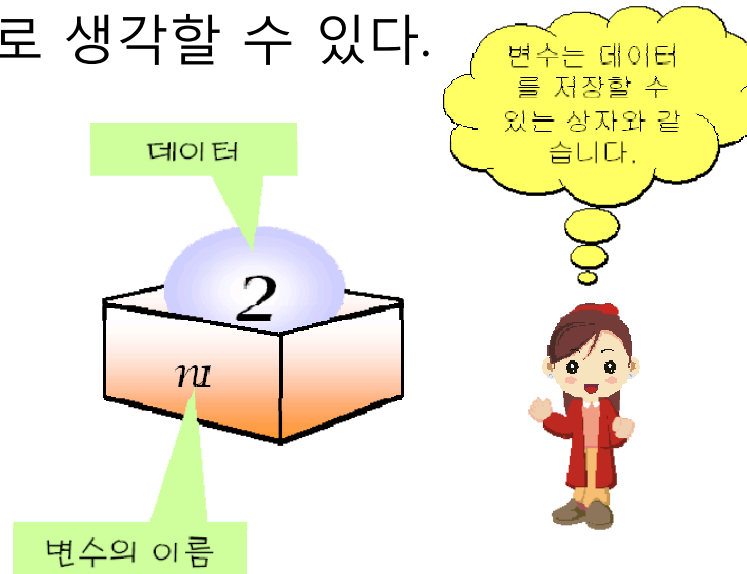 로 생각할 수 있다.
변수는 데이터
를 저장할 수
있는 상자와 같
습니다.
데이터
2
변수의 이름